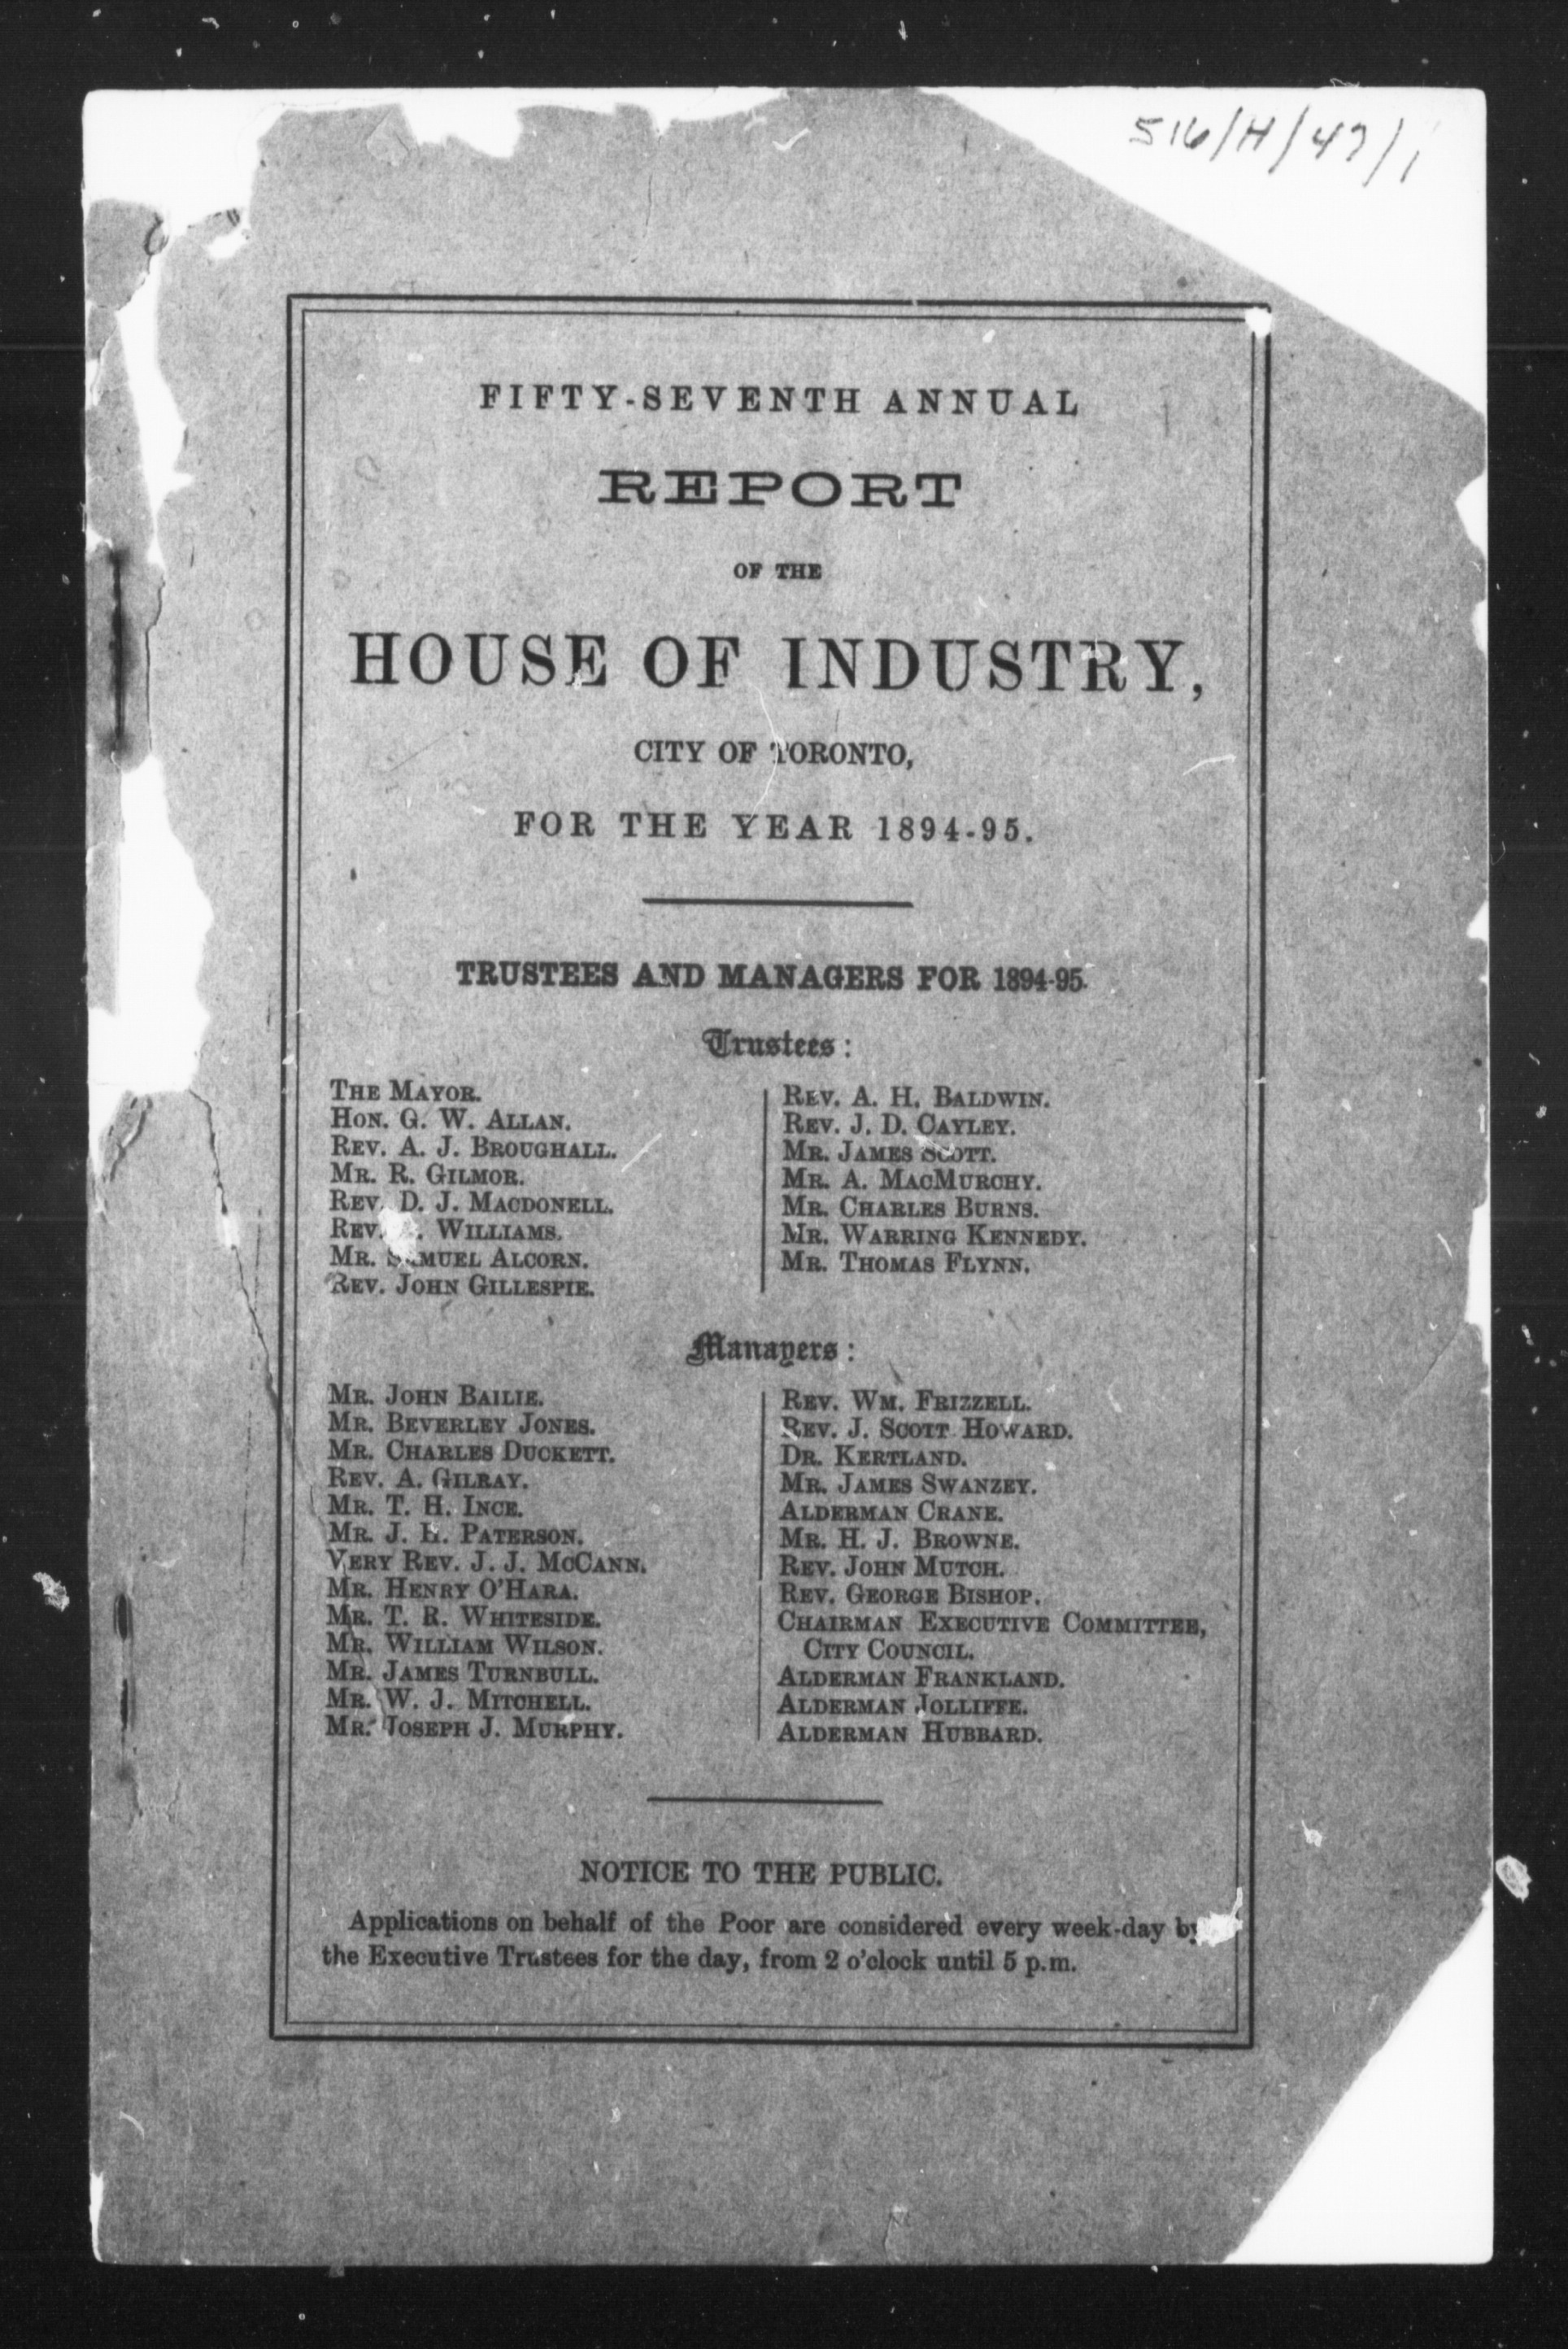 516/H/47/1
FIFTY-SEVENTH ANNUAL
REPORT
OF THE
HOUSE OF INDUSTRY,
CITY OF TORONTO,
FOR THE YEAR 1894-95.
TRUSTEES AND MANAGERS FOR 1894-95.
Trustees:
THE MAYOR.
HON. G. W. ALLAN.
REV. A. J. BROUGHALL.
MR. R. GILMOR.
REV. D. J. MACDONELL.
REV. WILLIAMS.
MR. SAMUEL ALCORN.
REV. JOHN GILLESPIE.
REV. A. H. BALDWIN.
REV. J. D. CAYLEY.
MR. JAMES SCOTT.
MR. A. MACMURCHY.
MR. CHARLES BURNS.
MR. WARRING KENNEDY.
MR. THOMAS FLYNN.
Managers:
MR. JOHN BAILIE.
MR. BEVERLEY JONES.
MR. CHARLES DUCKETT.
REV. A. GILRAY.
MR. T. H. INCE.
MR. J. PATERSON.
VERY REV. J. J. MCCANN.
MR. HENRY O'HARA.
MR. T. R. WHITESIDE.
MR. WILLIAM WILSON.
MR. JAMES TURNBULL.
MR. W. J. MITCHELL.
MR. JOSEPH J. MURPHY.
REV. WM. FRIZZELL.
REV. J. SCOTT HOWARD.
DR. KERTLAND.
MR. JAMES SWANZEY.
ALDERMAN CRANE.
MR. H. J. BROWNE.
REV. JOHN MUTCH.
REV. GEORGE BISHOP.
CHAIRMAN EXECUTIVE COMMITTEE,
CITY COUNCIL.
ALDERMAN FRANKLAND.
ALDERMAN JOLLIFFE.
ALDERMAN HUBBARD.
NOTICE TO THE PUBLIC.
Applications on behalf of the Poor are considered every week-day by
the Executive Trustees for the day, from 2 o'clock until 5 p.m.